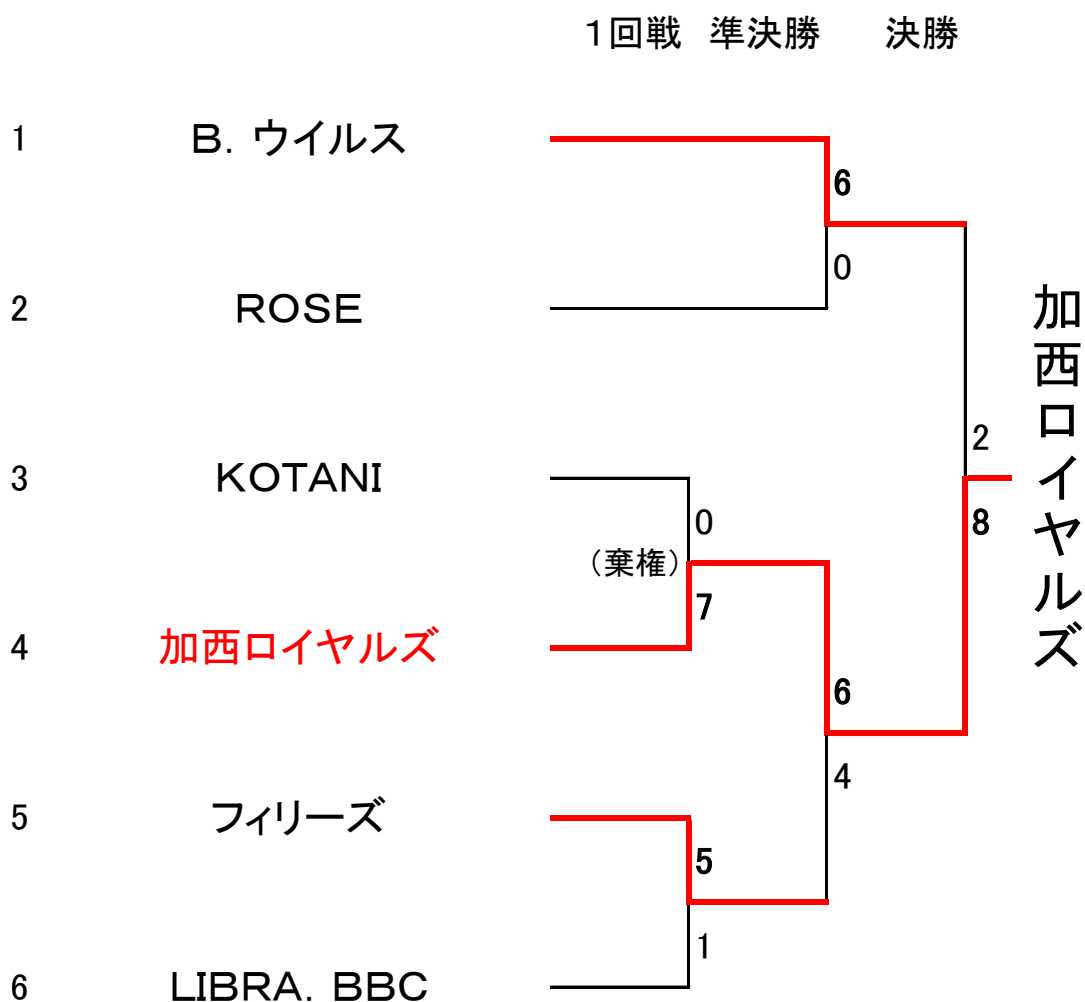 １回戦 準決勝 決勝
1 Ｂ．ウイルス
6
0
2 ＲＯＳＥ
3 ＫＯＴＡＮＩ
0
（棄権）
7
4 加西ロイヤルズ
2
8
加西ロイヤルズ
6
4
5 フィリーズ
5
1
6 ＬＩＢＲＡ．ＢＢＣ